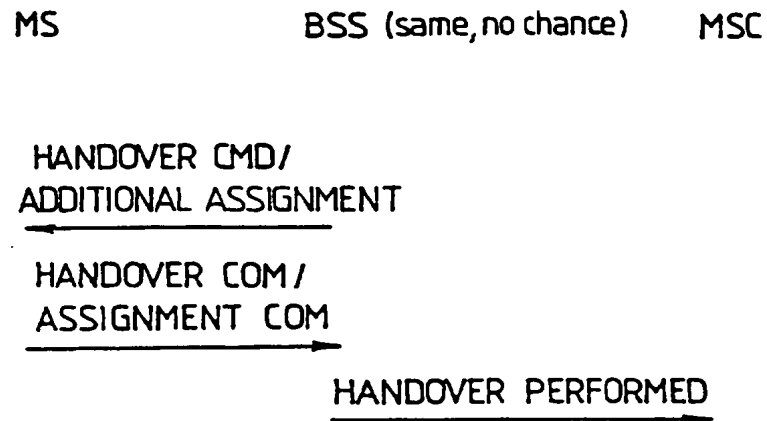 MS BSS (same, no chance) MSC
HANDOVER CMD/
ADDITIONAL ASSIGNMENT
HANDOVER COM/
ASSIGNMENT COM
HANDOVER PERFORMED